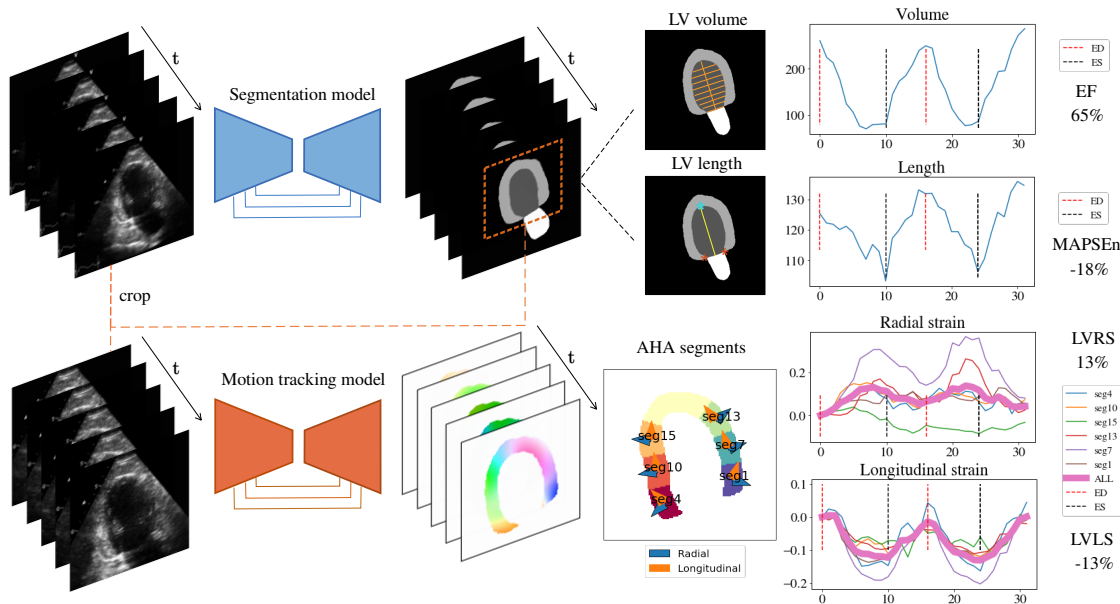 t
Segmentation model
t
LV volume
Volume
200
100
0
10
20
30
ED
ES
EF
65%
LV length
Length
130
120
110
0
10
20
30
ED
ES
MAPSEn
-18%
crop
t
Motion tracking model
t
AHA segments
seg13
seg15
seg7
seg10
seg1
seg4
Radial
Longitudinal
Radial strain
0.2
0.0
LVRS
13%
seg4
seg10
seg15
seg13
seg7
seg1
ALL
ED
ES
Longitudinal strain
0.1
0.0
−0.1
−0.2
0
10
20
30
LVLS
-13%